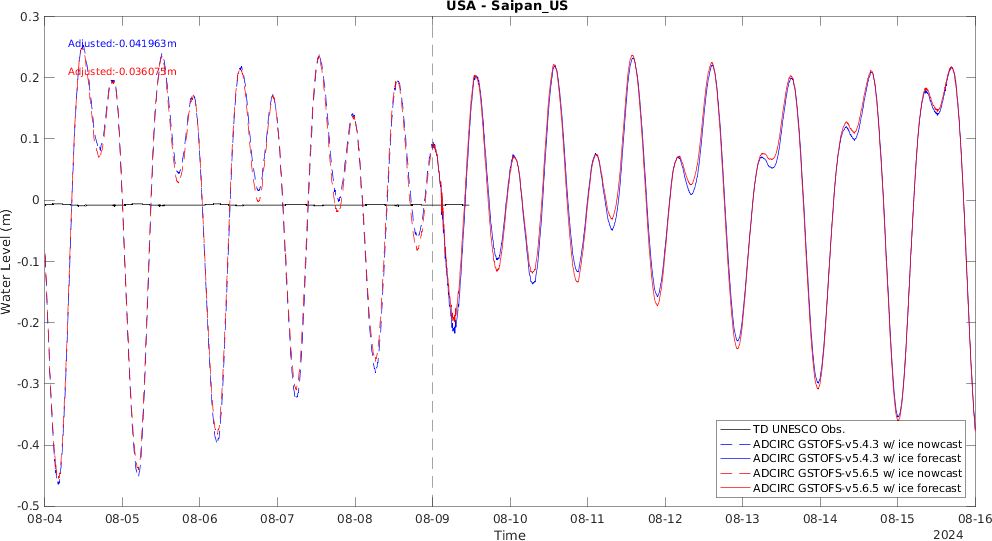 USA - Saipan_US
Adjusted:-0.041963m
Adjusted:-0.036075m
0.3
0.2
0.1
0
-0.1
-0.2
-0.3
-0.4
-0.5
Water Level (m)
TD UNESCO Obs.
ADCIRC GSTOFS-v5.4.3 w/ ice nowcast
ADCIRC GSTOFS-v5.4.3 w/ ice forecast
ADCIRC GSTOFS-v5.6.5 w/ ice nowcast
ADCIRC GSTOFS-v5.6.5 w/ ice forecast
08-04 08-05 08-06 08-07 08-08 08-09 08-10 08-11 08-12 08-13 08-14 08-15 08-16
Time
2024